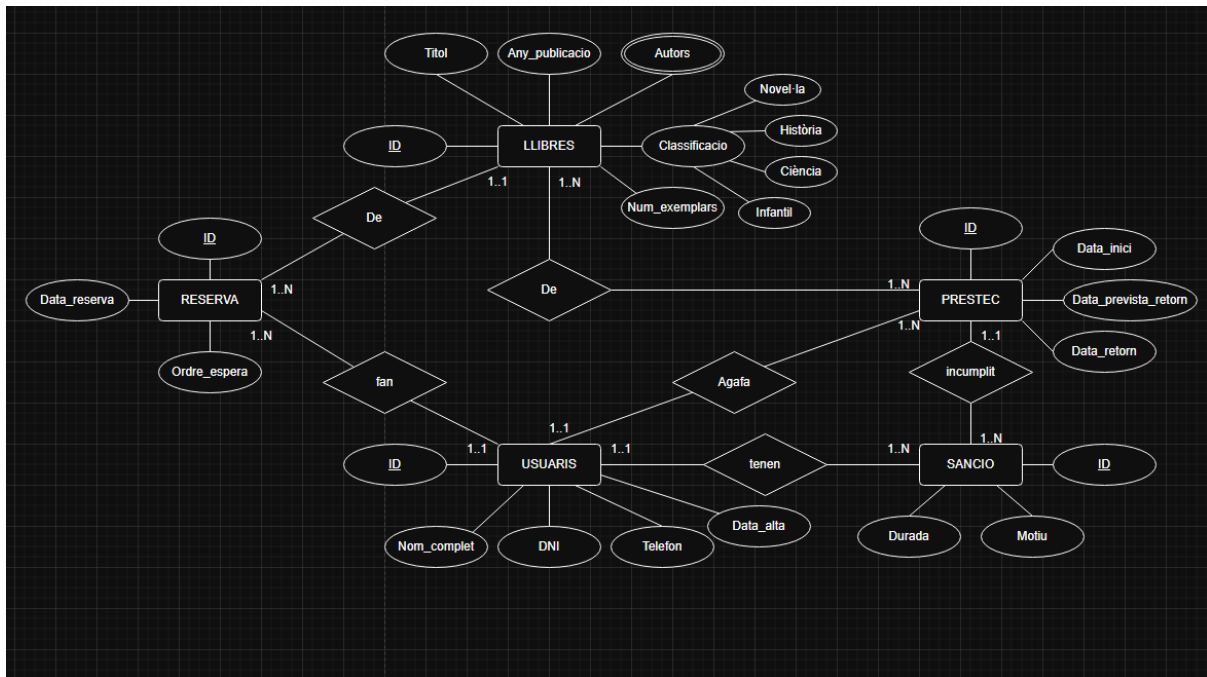 Titol
Any_publicacio
Autors
Novel·la
Història
Ciència
Infantil
ID
LLIBRES
Classificacio
Num_exemplars
1..1
1..N
De
ID
ID
Data_inici
Data_reserva
RESERVA
1..N
De
1..N
PRESTEC
Data_prevista_retorn
1..N
1..N
1..1
Data_retorn
Ordre_espera
fan
Agafa
incumplit
1..1
1..1
1..1
1..N
1..N
ID
USUARIS
tenen
SANCIO
ID
Nom_complet
DNI
Telefon
Data_alta
Durada
Motiu